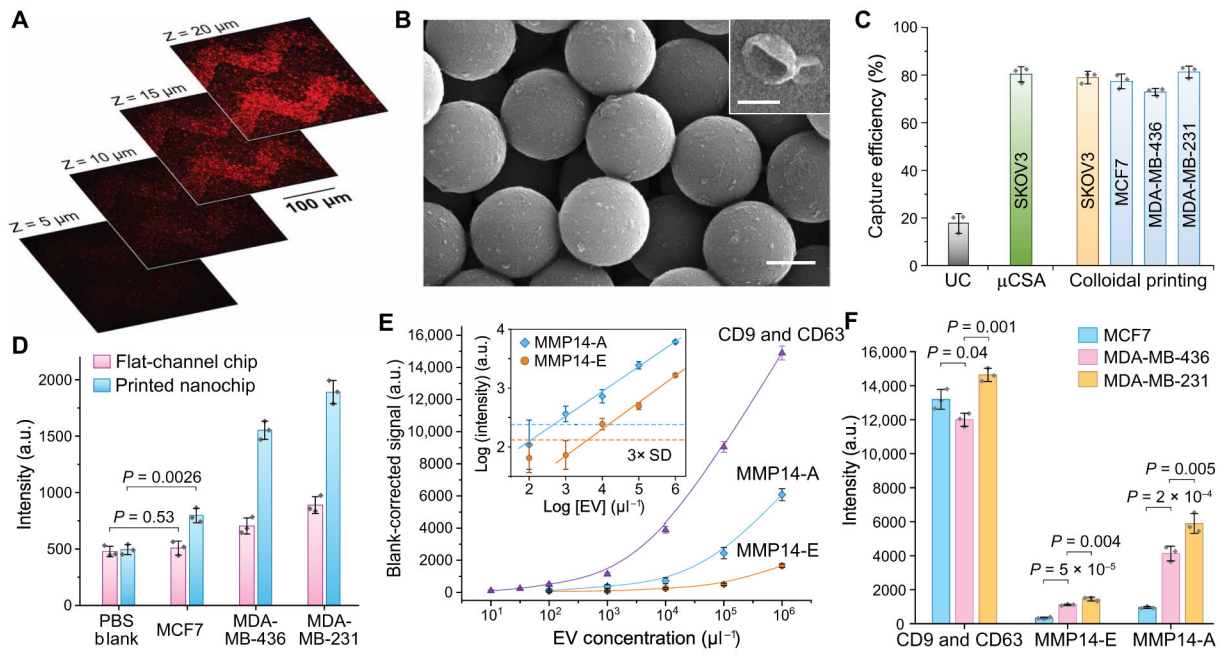 A
Z = 20 µm
Z = 15 µm
Z = 10 µm
Z = 5 µm
100 µm
B
C
Capture efficiency (%)
100
80
60
40
20
0
SKOV3
SKOV3
MCF7
MDA-MB-436
MDA-MB-231
UC
µCSA
Colloidal printing
D
Flat-channel chip
Printed nanochip
Intensity (a.u.)
2000
1500
1000
500
0
P = 0.0026
P = 0.53
PBS blank
MCF7
MDA-MB-436
MDA-MB-231
E
Blank-corrected signal (a.u.)
16,000
14,000
12,000
10,000
8000
6000
4000
2000
0
Log (intensity) (a.u.)
4
3
2
MMP14-A
MMP14-E
3× SD
2 3 4 5 6
Log [EV] (µl⁻¹)
CD9 and CD63
MMP14-A
MMP14-E
10¹ 10² 10³ 10⁴ 10⁵ 10⁶
EV concentration (µl⁻¹)
F
MCF7
MDA-MB-436
MDA-MB-231
Intensity (a.u.)
16,000
14,000
12,000
10,000
8000
6000
4000
2000
0
P = 0.001
P = 0.04
P = 0.004
P = 5 × 10⁻⁵
P = 0.005
P = 2 × 10⁻⁴
CD9 and CD63
MMP14-E
MMP14-A